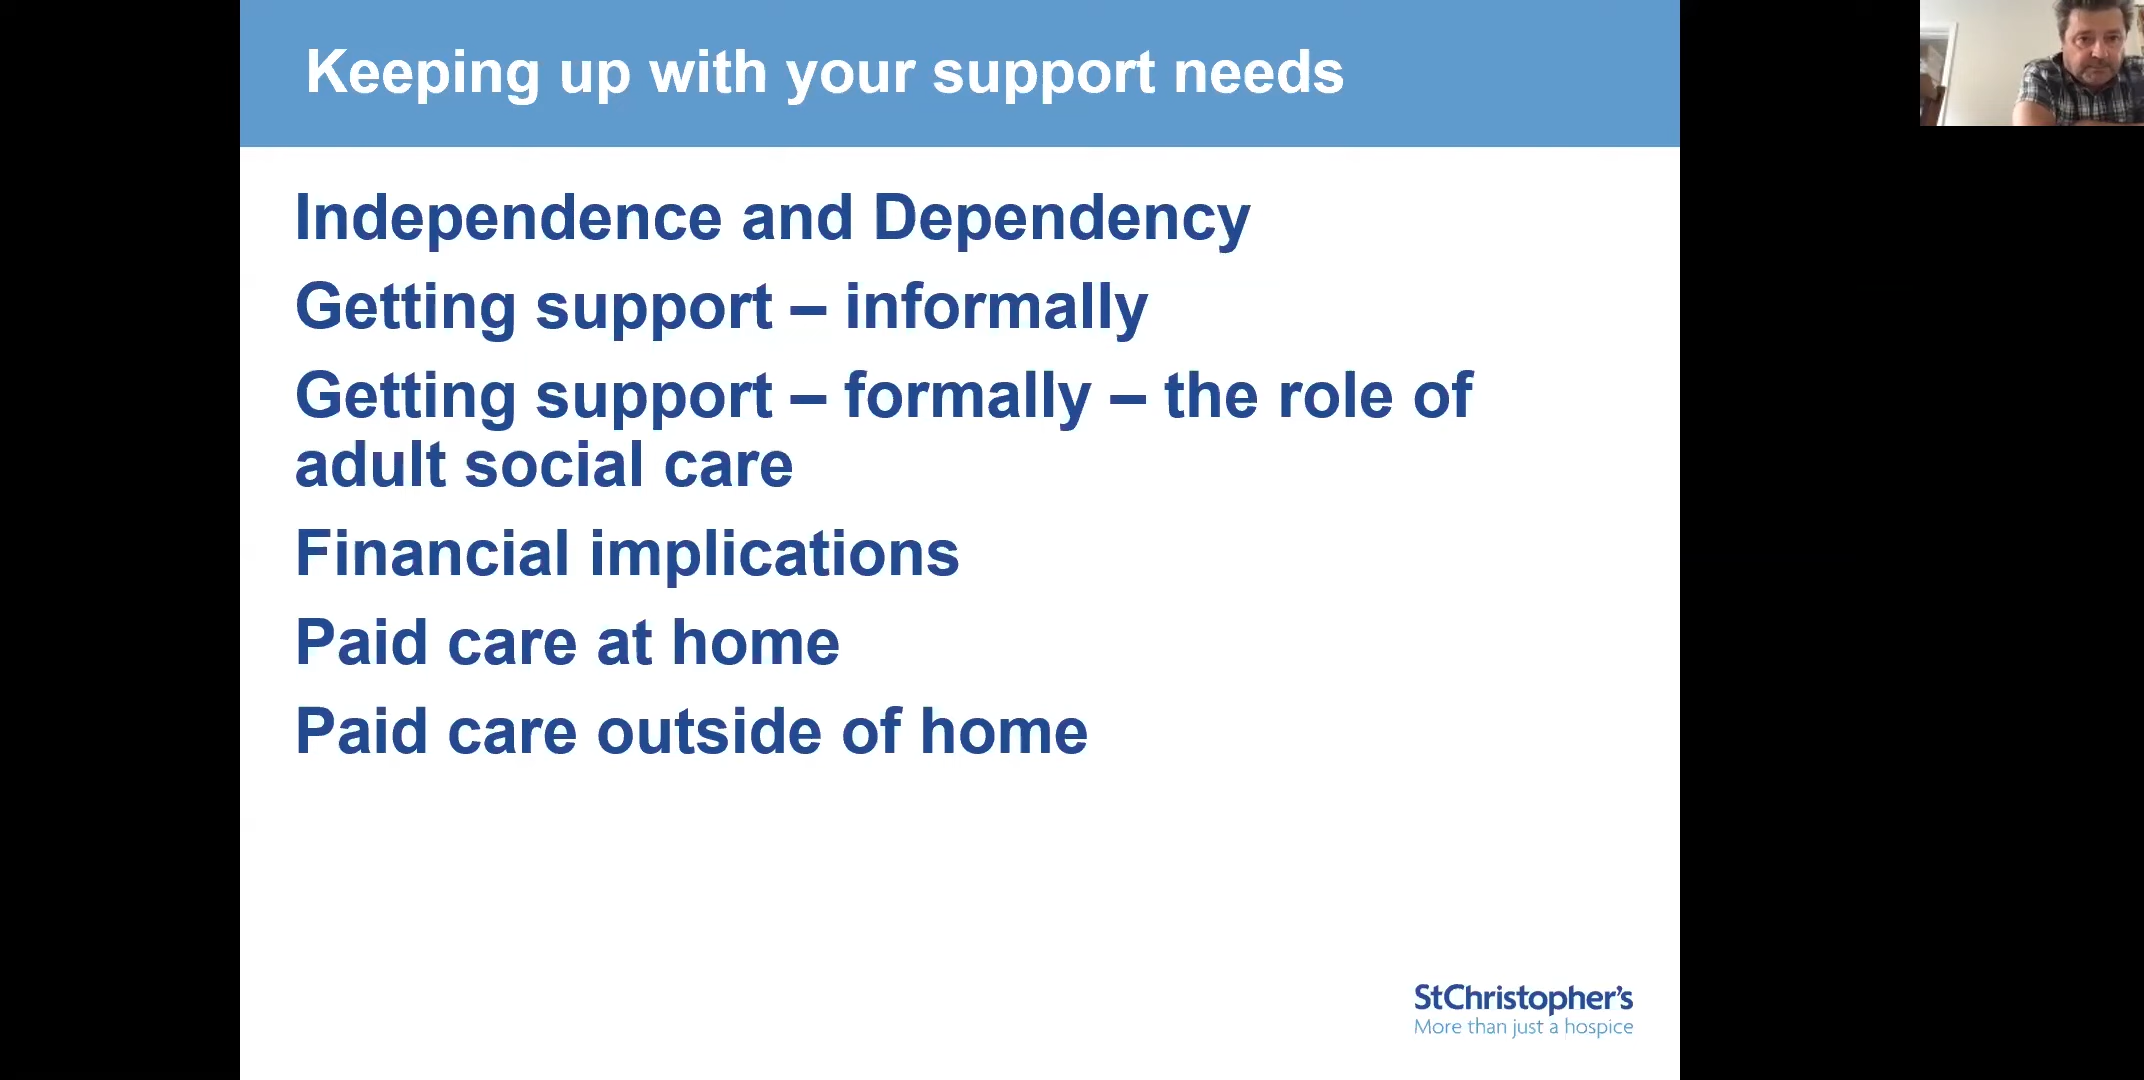 Keeping up with your support needs
Independence and Dependency
Getting support – informally
Getting support – formally – the role of
adult social care
Financial implications
Paid care at home
Paid care outside of home
StChristopher’s
More than just a hospice